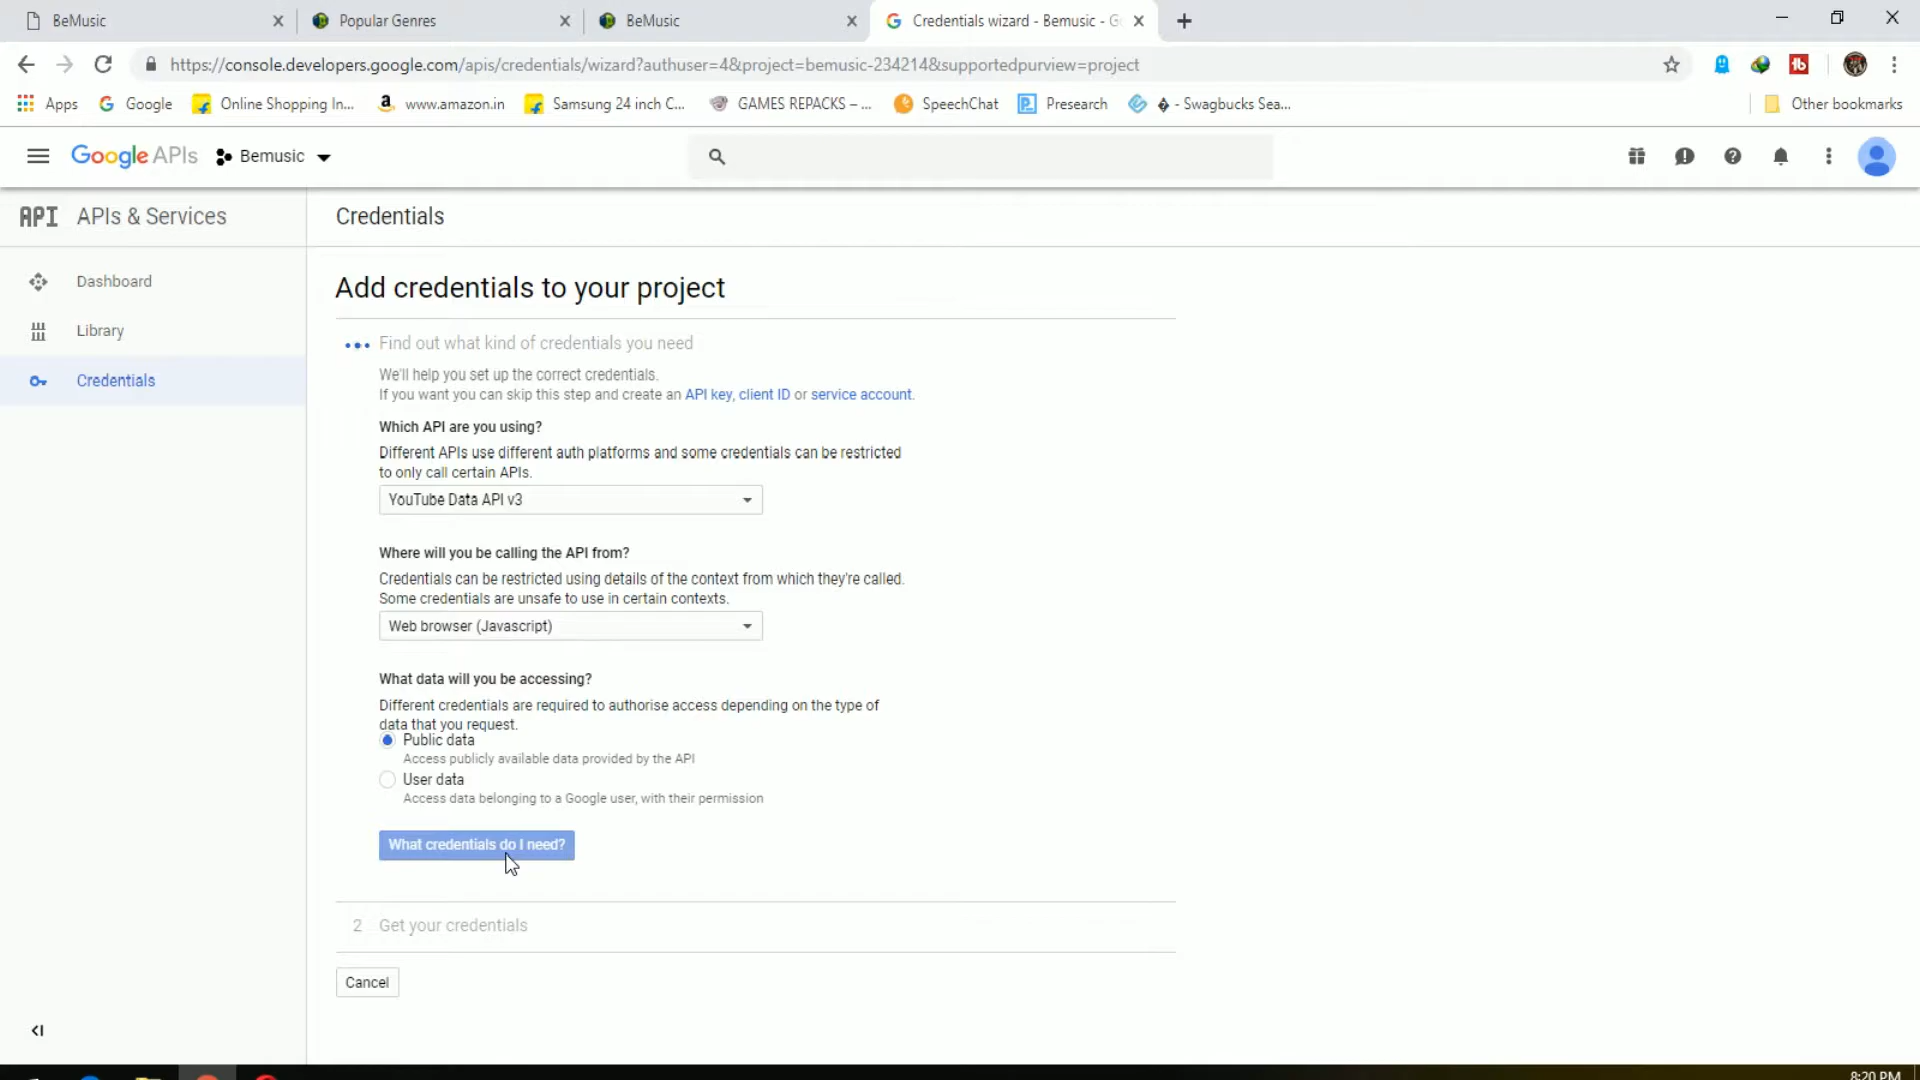 BeMusic
Popular Genres
BeMusic
Credentials wizard - Bemusic - G
https://console.developers.google.com/apis/credentials/wizard?authuser=4&project=bemusic-234214&supportedpurview=project
Apps
Google
Online Shopping In...
www.amazon.in
Samsung 24 inch C...
GAMES REPACKS – ...
SpeechChat
Presearch
� - Swagbucks Sea...
Other bookmarks
Google APIs
Bemusic
API APIs & Services
Credentials
Dashboard
Library
Credentials
Add credentials to your project
Find out what kind of credentials you need
We'll help you set up the correct credentials.
If you want you can skip this step and create an API key, client ID or service account.
Which API are you using?
Different APIs use different auth platforms and some credentials can be restricted
to only call certain APIs.
YouTube Data API v3
Where will you be calling the API from?
Credentials can be restricted using details of the context from which they're called.
Some credentials are unsafe to use in certain contexts.
Web browser (Javascript)
What data will you be accessing?
Different credentials are required to authorise access depending on the type of
data that you request.
Public data
Access publicly available data provided by the API
User data
Access data belonging to a Google user, with their permission
What credentials do I need?
2 Get your credentials
Cancel
8:20 PM